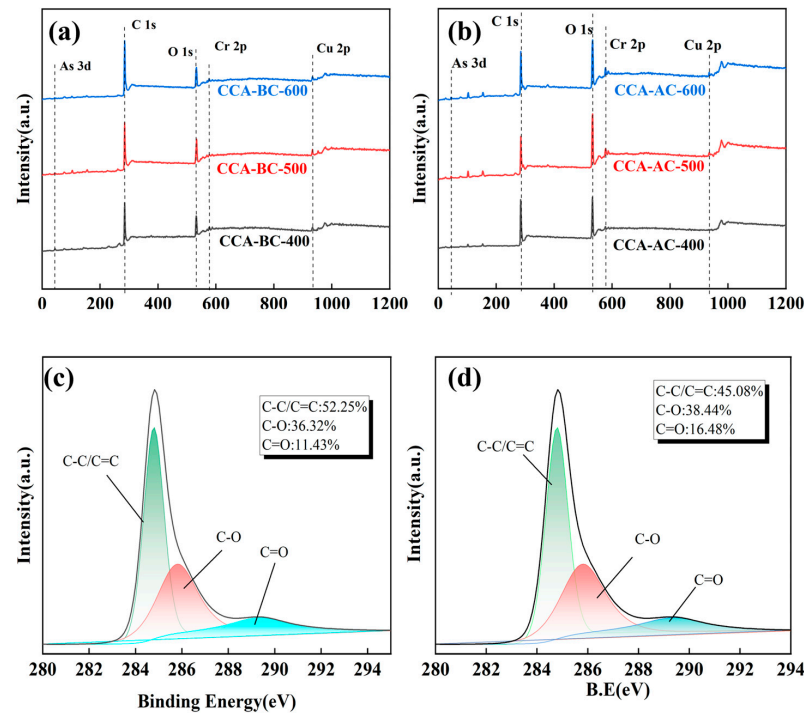 (a)
C 1s
O 1s
Cr 2p
Cu 2p
As 3d
CCA-BC-600
CCA-BC-500
CCA-BC-400
Intensity(a.u.)
0 200 400 600 800 1000 1200
(b)
C 1s
O 1s
Cr 2p
Cu 2p
As 3d
CCA-AC-600
CCA-AC-500
CCA-AC-400
Intensity(a.u.)
0 200 400 600 800 1000 1200
(c)
C-C/C=C:52.25%
C-O:36.32%
C=O:11.43%
C-C/C=C
C-O
C=O
Intensity(a.u.)
280 282 284 286 288 290 292 294
Binding Energy(eV)
(d)
C-C/C=C:45.08%
C-O:38.44%
C=O:16.48%
C-C/C=C
C-O
C=O
Intensity(a.u.)
280 282 284 286 288 290 292 294
B.E(eV)